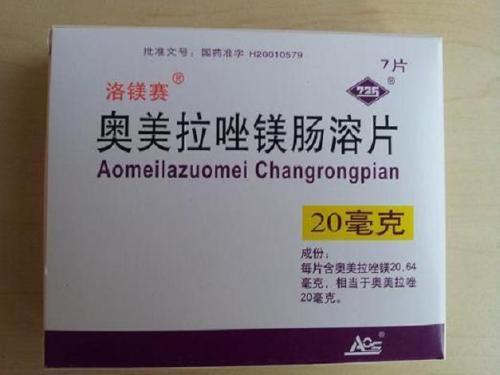 批准文号：国药准字 H20010579
7片
洛镁赛®
725®
奥美拉唑镁肠溶片
Aomeilazuomei Changrongpian
20毫克
成份：
每片含奥美拉唑镁20.64
毫克，相当于奥美拉唑
20毫克。